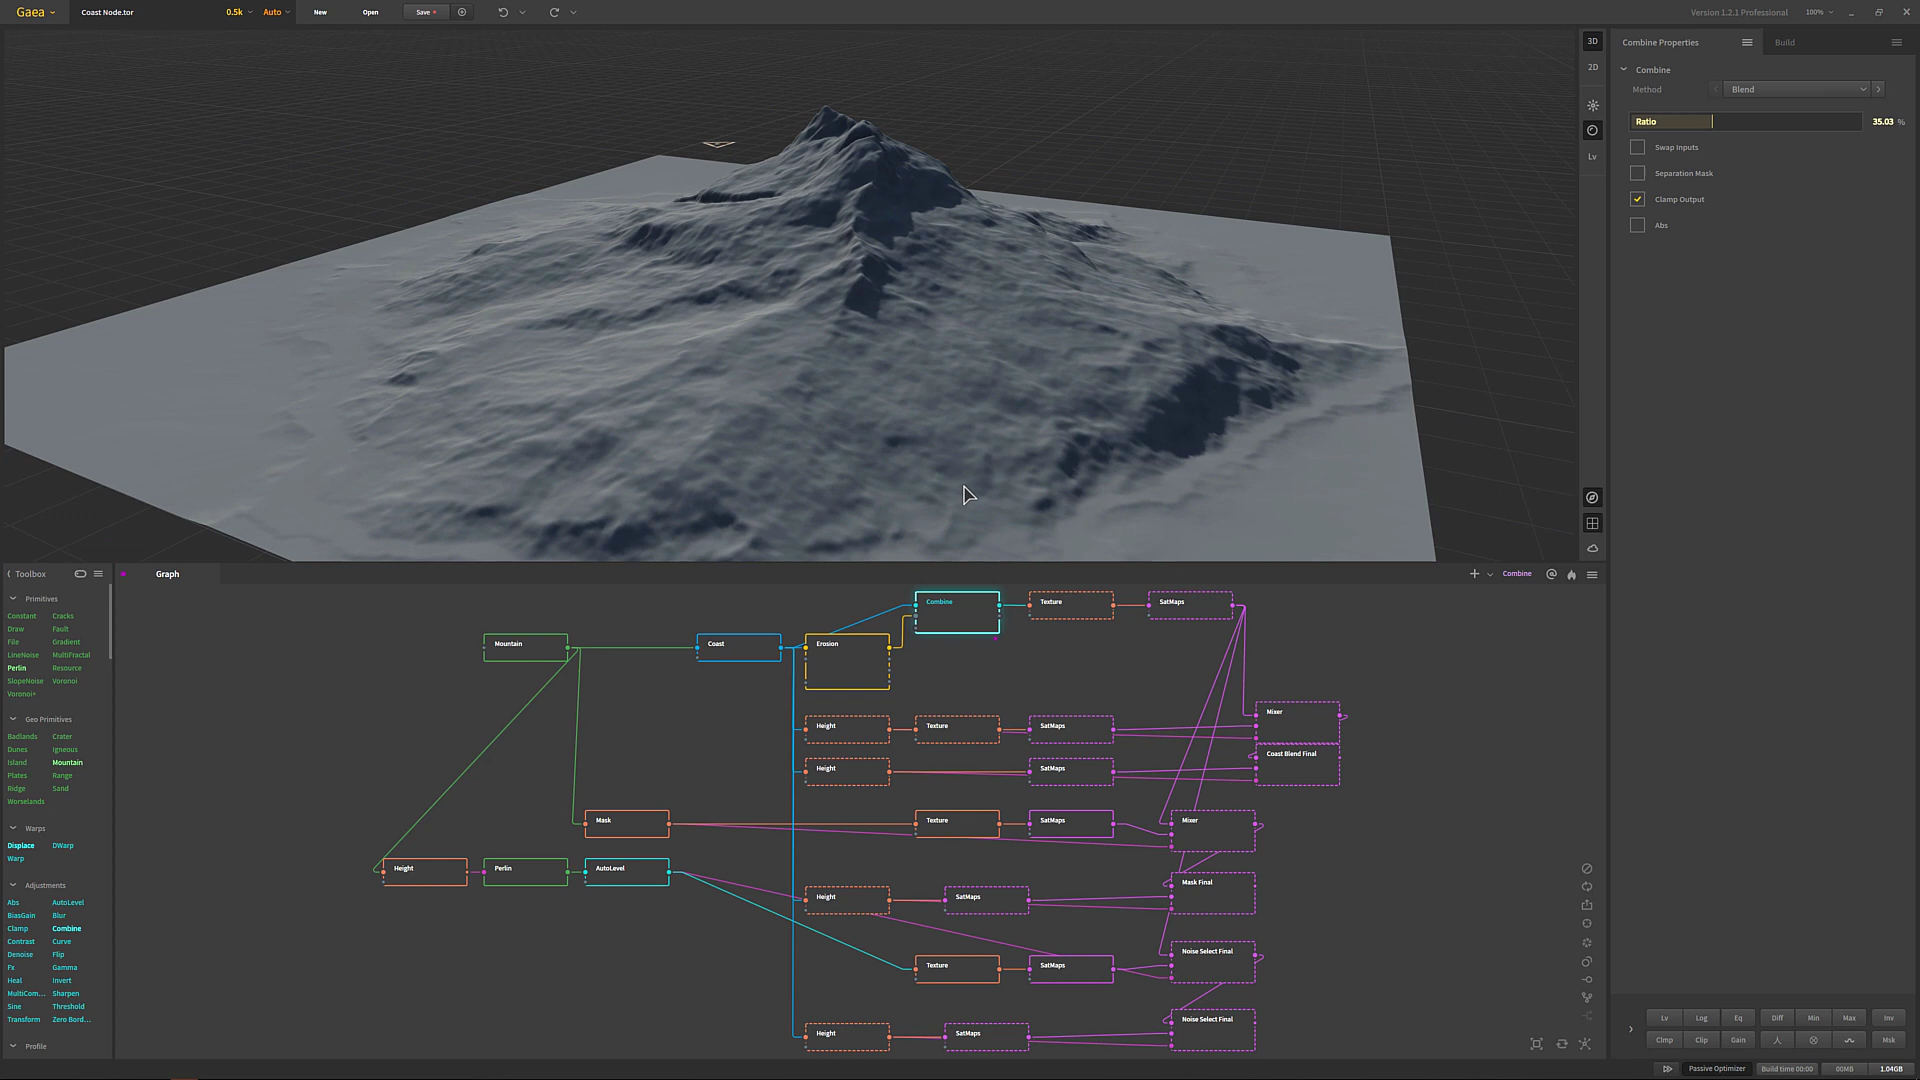 Gaea Coast Node.tor 0.5k Auto New Open Save Version 1.2.1 Professional 100%
3D
2D
Lv
Combine Properties Build
Combine
Method Blend
Ratio 35.03 %
Swap Inputs
Separation Mask
Clamp Output
Abs
Toolbox
Primitives
Constant Cracks
Draw Fault
File Gradient
LineNoise MultiFractal
Perlin Resource
SlopeNoise Voronoi
Voronoi+
Geo Primitives
Badlands Crater
Dunes Igneous
Island Mountain
Plates Range
Ridge Sand
Worselands
Warps
Displace DWarp
Warp
Adjustments
Abs AutoLevel
BiasGain Blur
Clamp Combine
Contrast Curve
Denoise Flip
Fx Gamma
Heal Invert
MultiCom... Sharpen
Sine Threshold
Transform Zero Bord...
Profile
Graph Combine
Combine Texture SatMaps
Mountain Coast Erosion
Mixer
Height Texture SatMaps
Coast Blend Final
Height SatMaps
Mask Texture SatMaps Mixer
Height Perlin AutoLevel
Mask Final
Height SatMaps
Noise Select Final
Texture SatMaps
Noise Select Final
Height SatMaps
Lv Log Eq Diff Min Max Inv
Clmp Clip Gain Msk
Passive Optimizer Build time 00:00 00MB 1.04GB